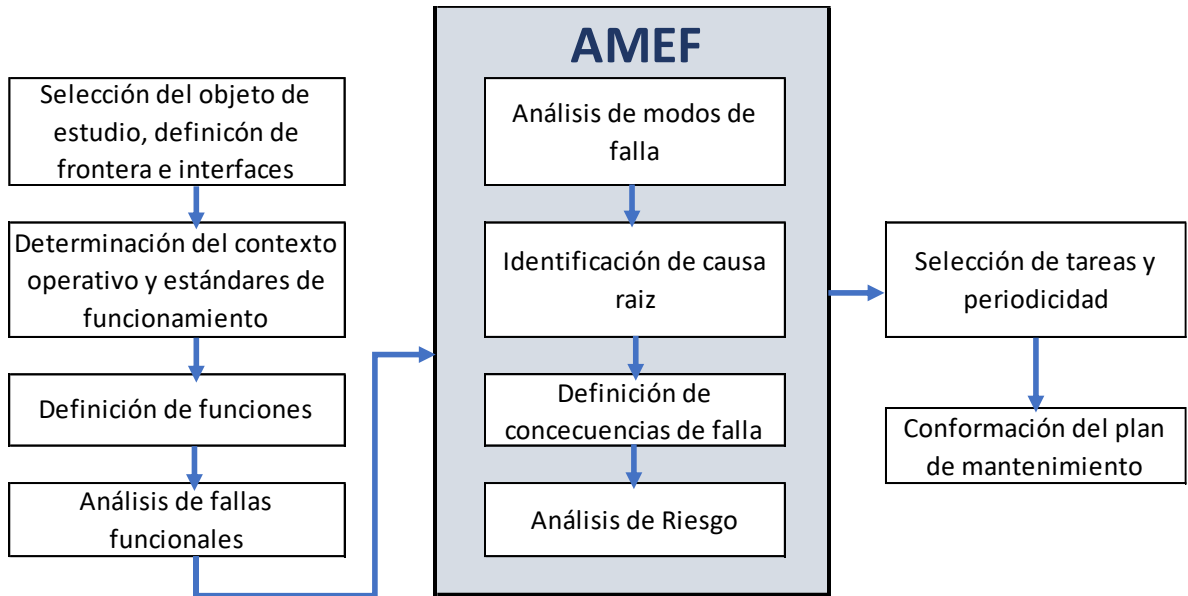 Selección del objeto de
estudio, definicón de
frontera e interfaces
Determinación del contexto
operativo y estándares de
funcionamiento
Definición de funciones
Análisis de fallas
funcionales
AMEF
Análisis de modos de
falla
Identificación de causa
raiz
Definición de
concecuencias de falla
Análisis de Riesgo
Selección de tareas y
periodicidad
Conformación del plan
de mantenimiento